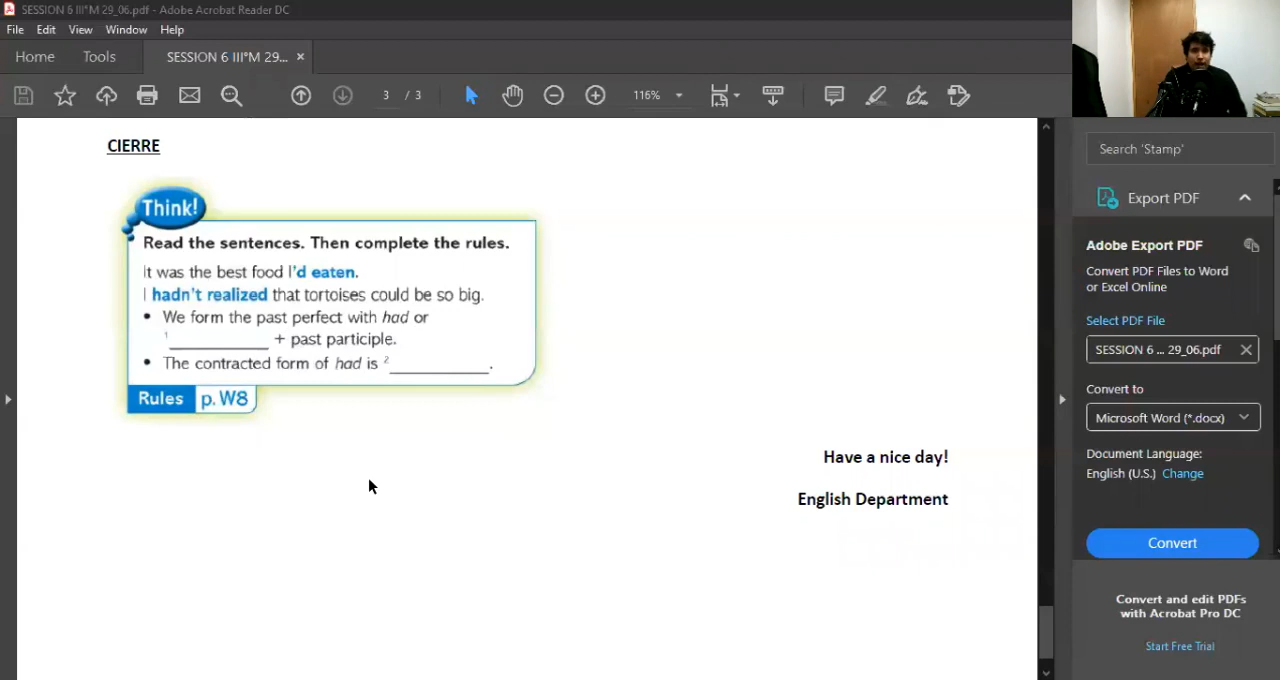 SESSION 6 III°M 29_06.pdf - Adobe Acrobat Reader DC
File Edit View Window Help
Home Tools SESSION 6 III°M 29... ×
3 / 3 116%
CIERRE
Think!
Read the sentences. Then complete the rules.
It was the best food I'd eaten.
I hadn't realized that tortoises could be so big.
• We form the past perfect with had or
1 __________ + past participle.
• The contracted form of had is 2 __________.
Rules p. W8
Have a nice day!
English Department
Search 'Stamp'
Export PDF
Adobe Export PDF
Convert PDF Files to Word
or Excel Online
Select PDF File
SESSION 6 ... 29_06.pdf ×
Convert to
Microsoft Word (*.docx)
Document Language:
English (U.S.) Change
Convert
Convert and edit PDFs
with Acrobat Pro DC
Start Free Trial